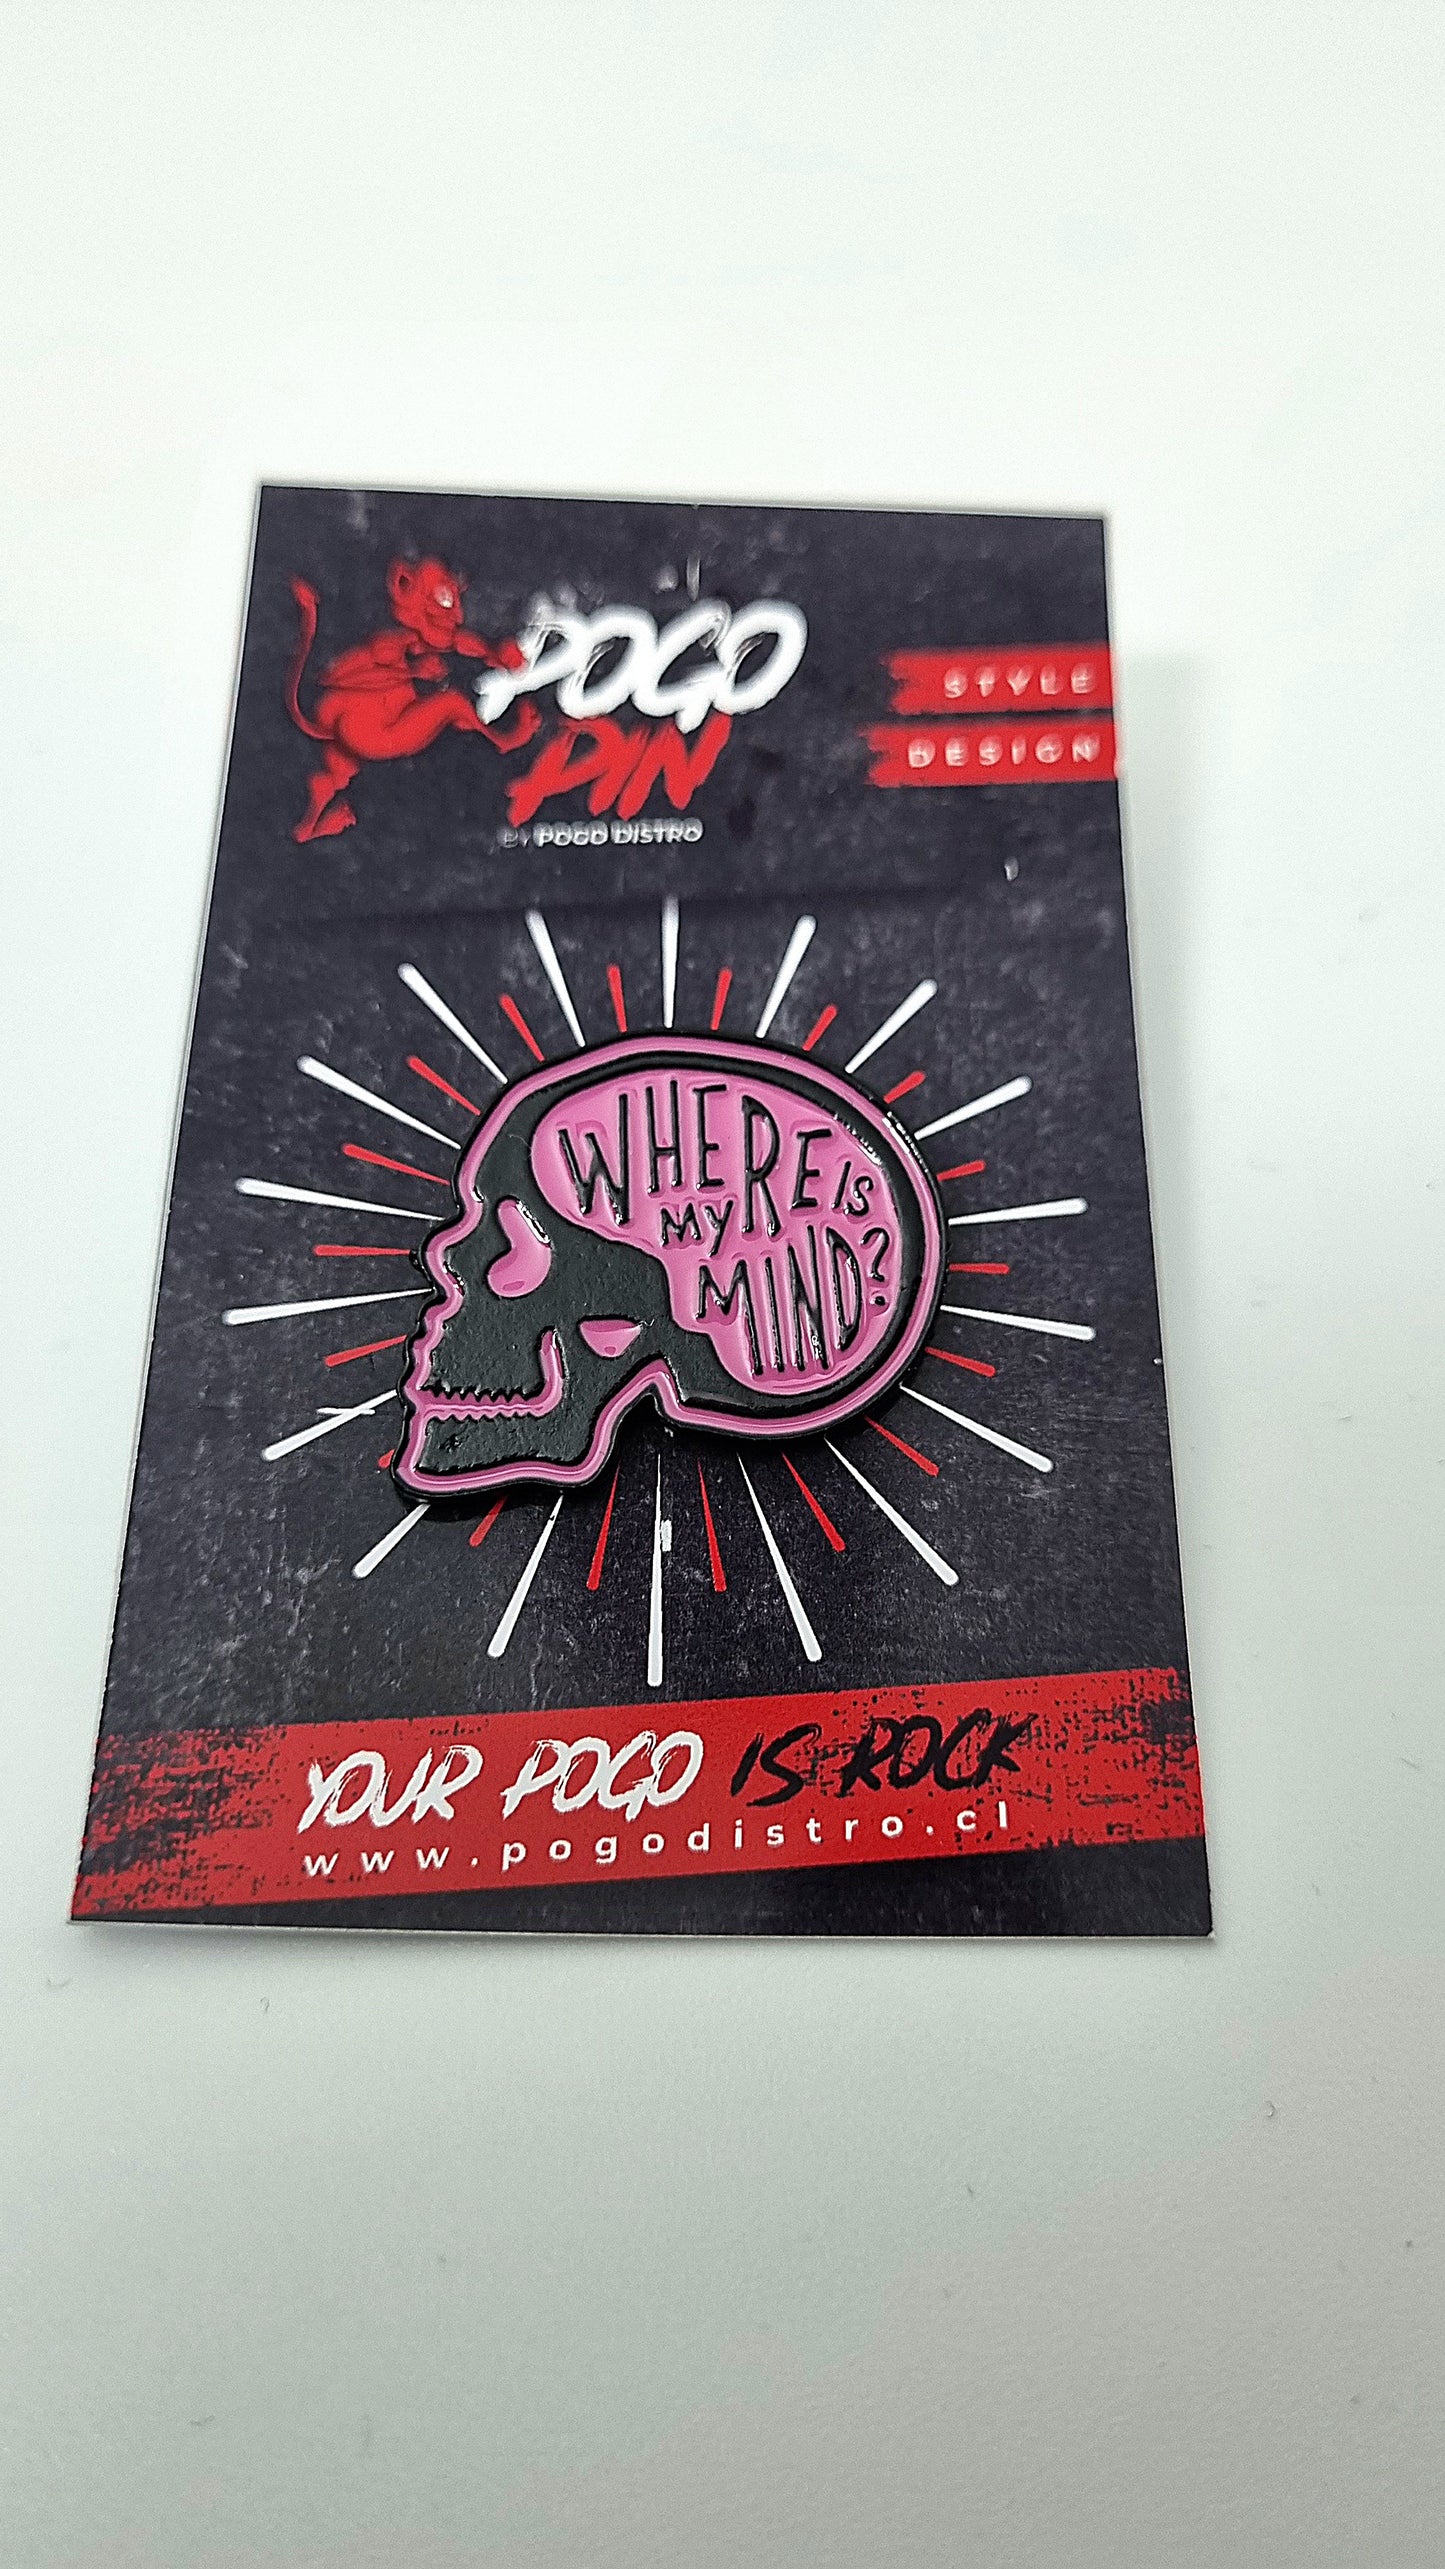 POGO
PIN
BY POGO DISTRO
STYLE
DESIGN
WHERE IS
MY
MIND?
YOUR POGO IS ROCK
www.pogodistro.cl